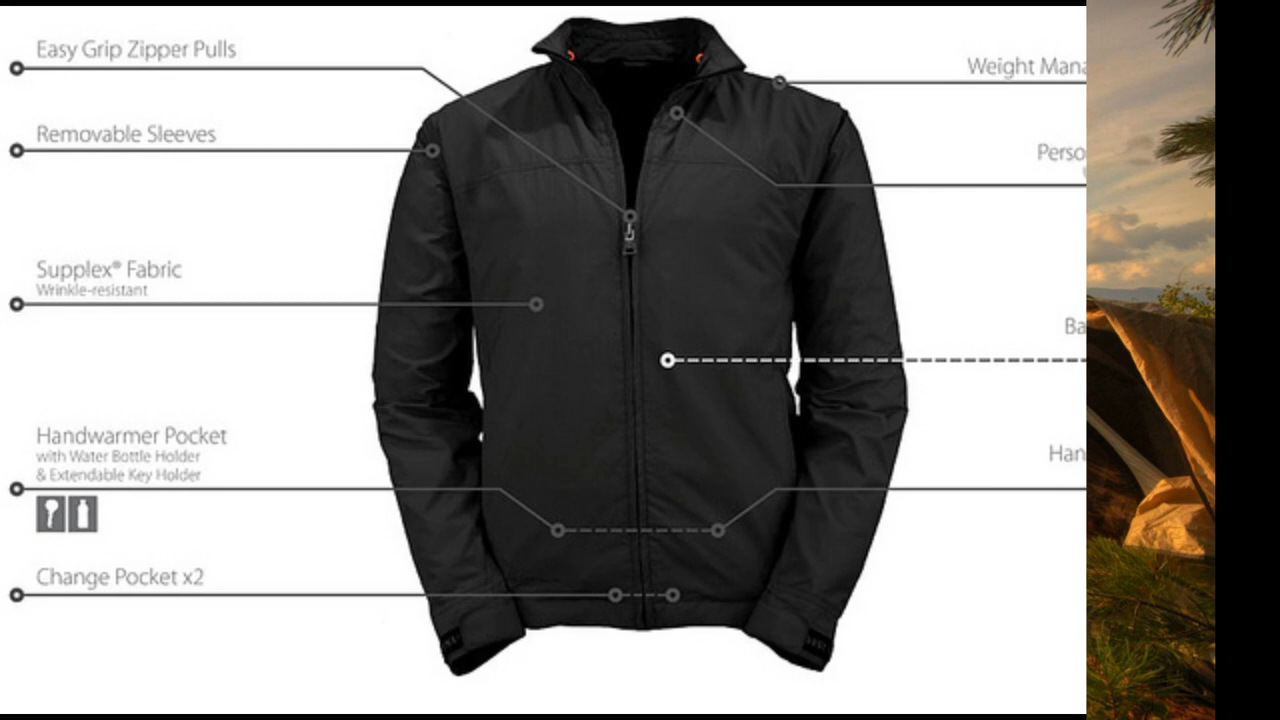 Easy Grip Zipper Pulls
Removable Sleeves
Supplex® Fabric
Wrinkle-resistant
Handwarmer Pocket
with Water Bottle Holder
& Extendable Key Holder
Change Pocket x2
Weight Mana
Perso
Ba
Han